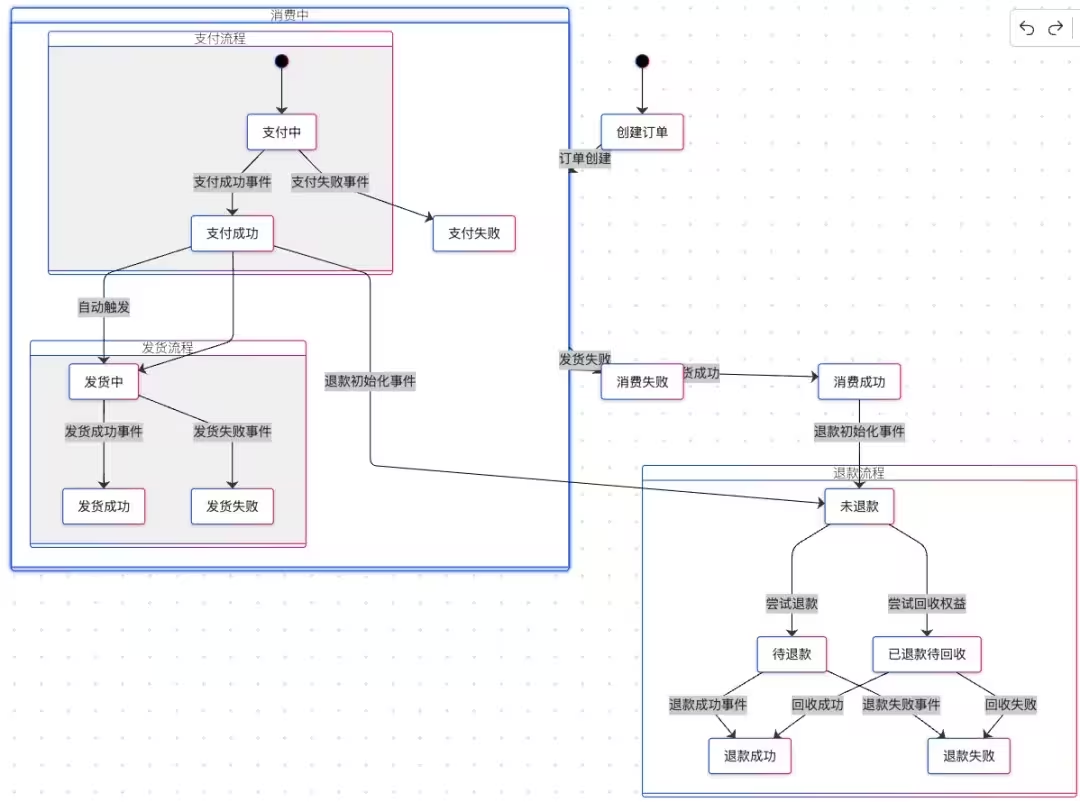 消费中
支付流程
支付中
创建订单
订单创建
支付成功事件
支付失败事件
支付成功
支付失败
自动触发
发货流程
发货失败
货成功
发货中
退款初始化事件
消费失败
消费成功
发货成功事件
发货失败事件
退款初始化事件
退款流程
发货成功
发货失败
未退款
尝试退款
尝试回收权益
待退款
已退款待回收
退款成功事件
回收成功
退款失败事件
回收失败
退款成功
退款失败